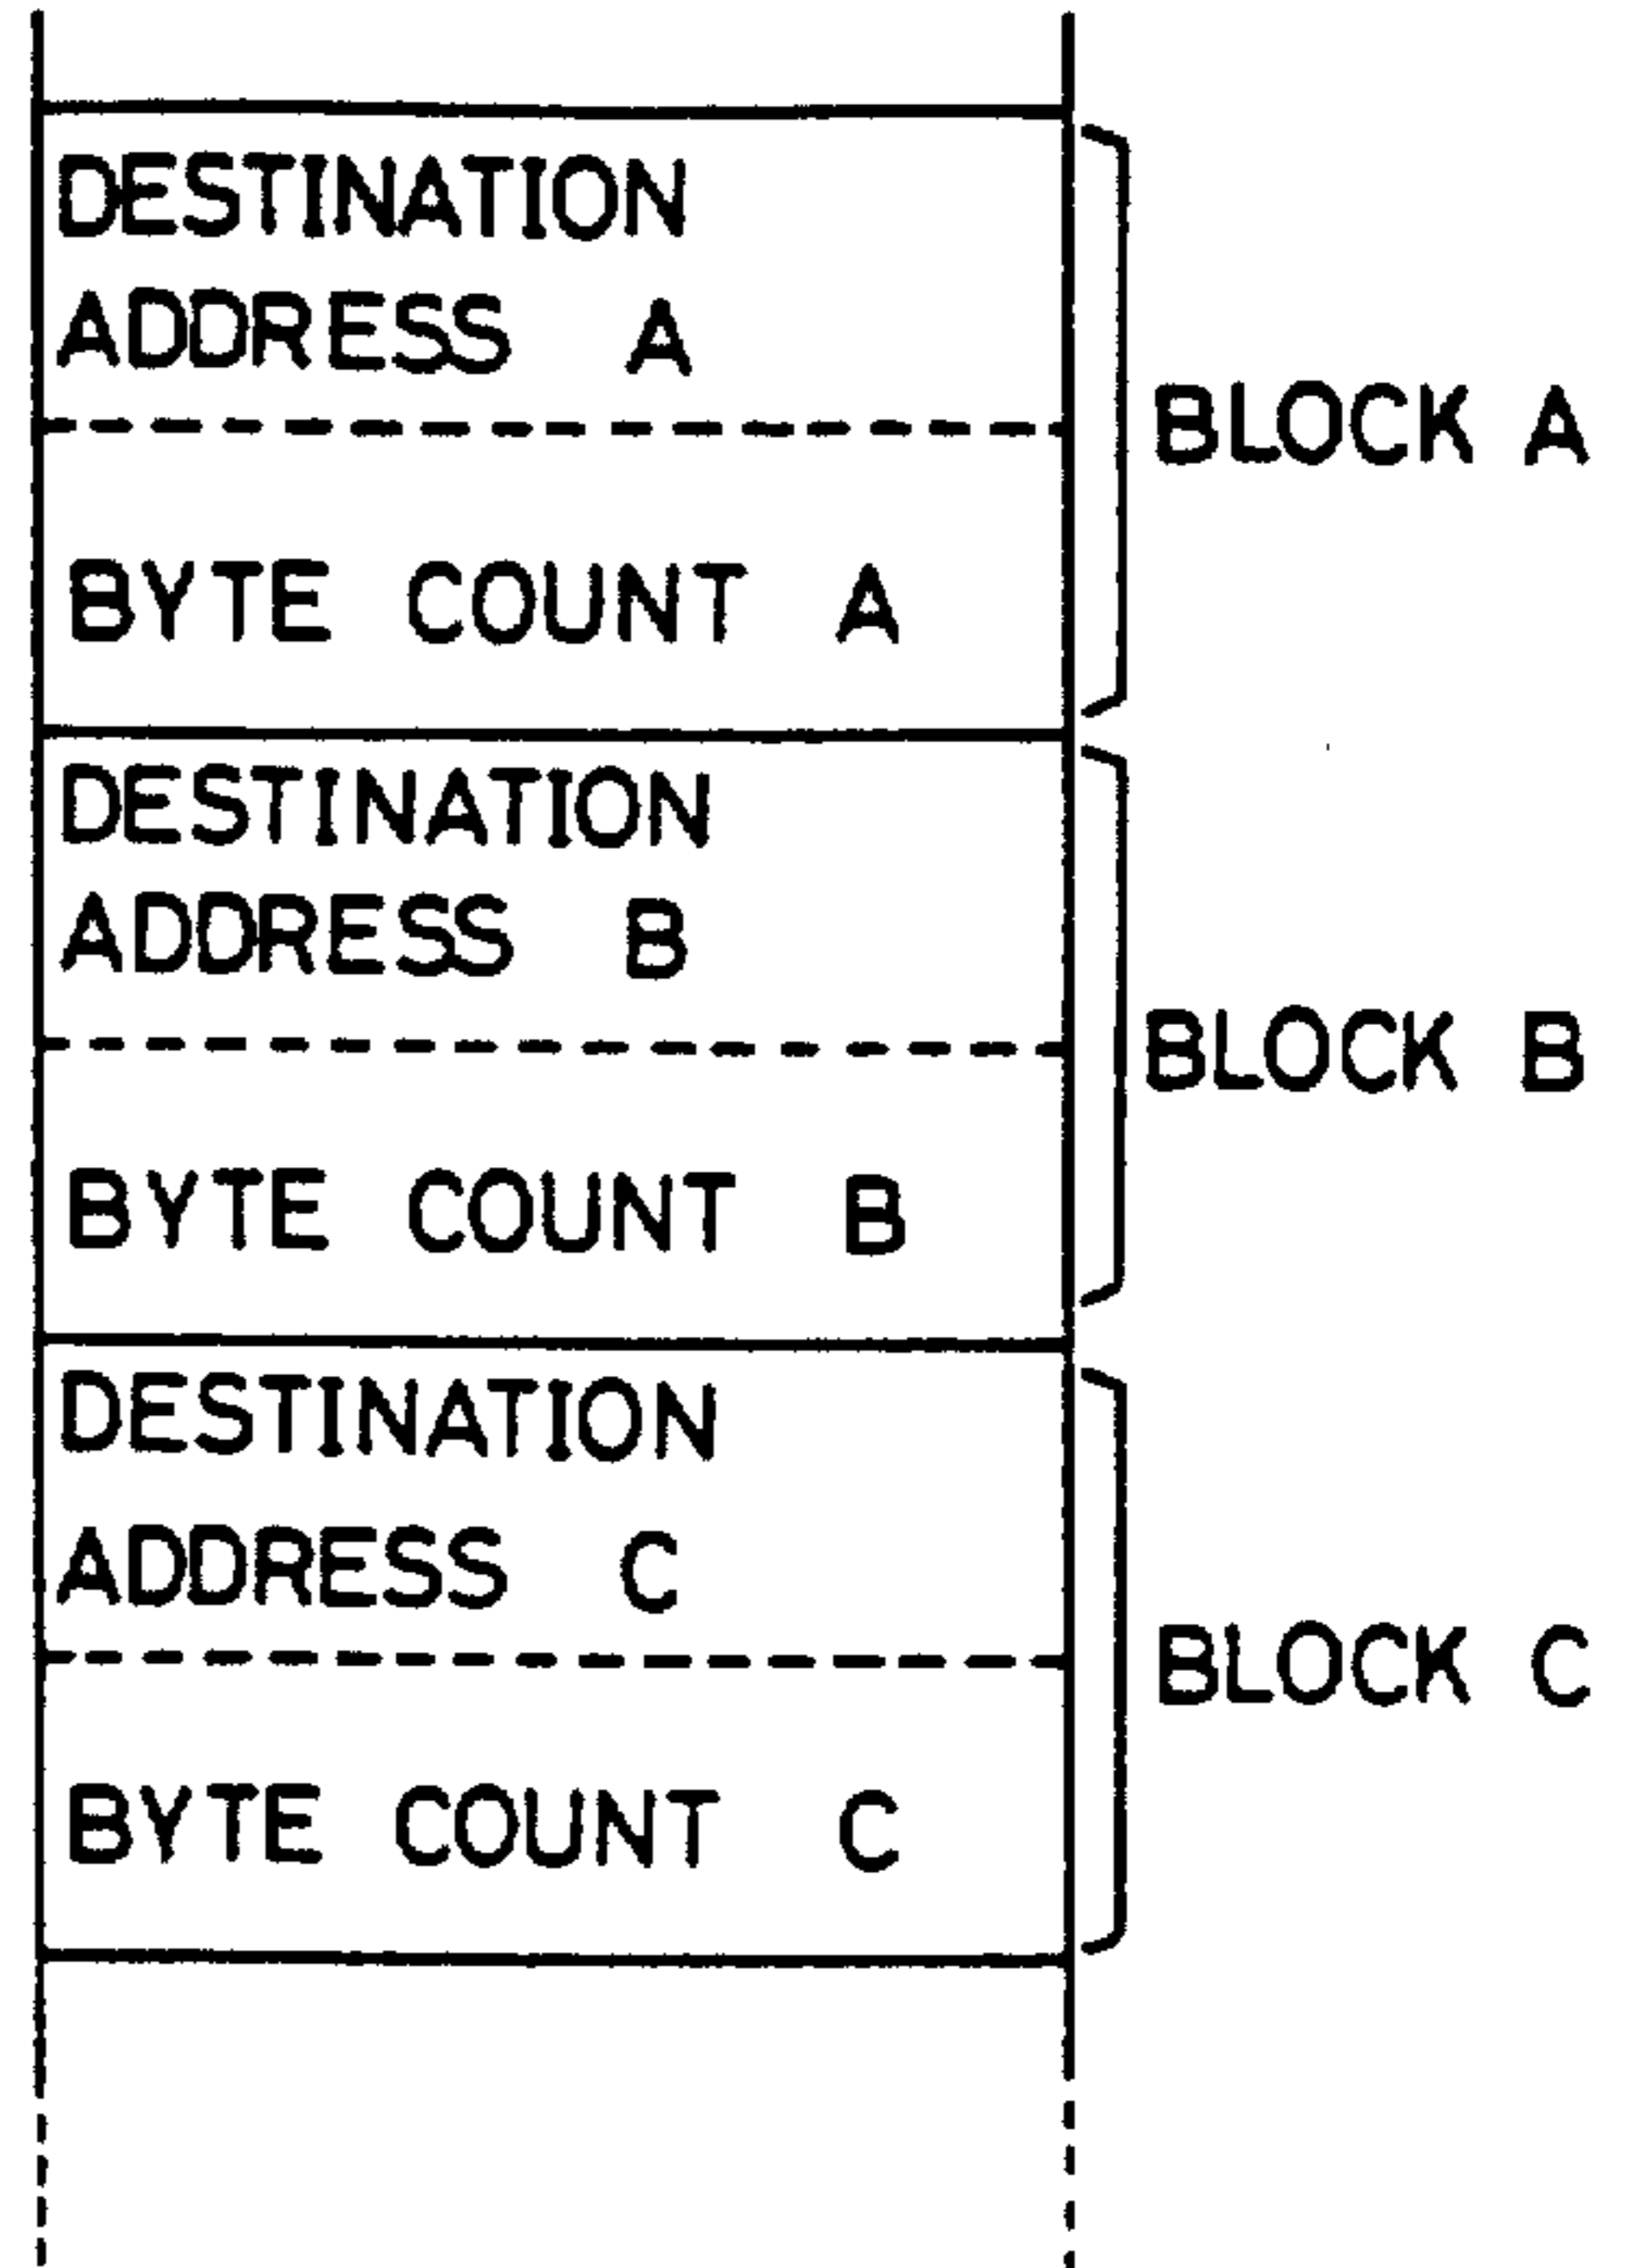 DESTINATION
ADDRESS A
BLOCK A
BYTE COUNT A
DESTINATION
ADDRESS B
BLOCK B
BYTE COUNT B
DESTINATION
ADDRESS C
BLOCK C
BYTE COUNT C